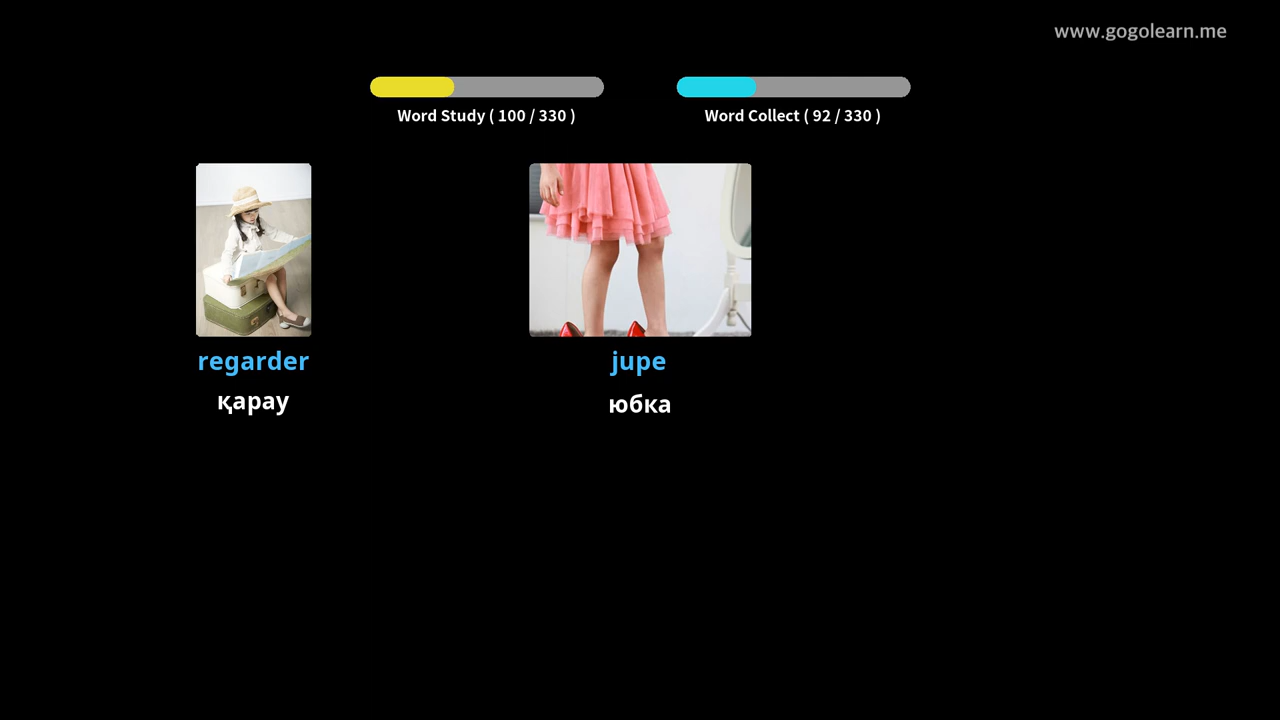 www.gogolearn.me
Word Study ( 100 / 330 )
Word Collect ( 92 / 330 )
regarder
қарау
jupe
юбка